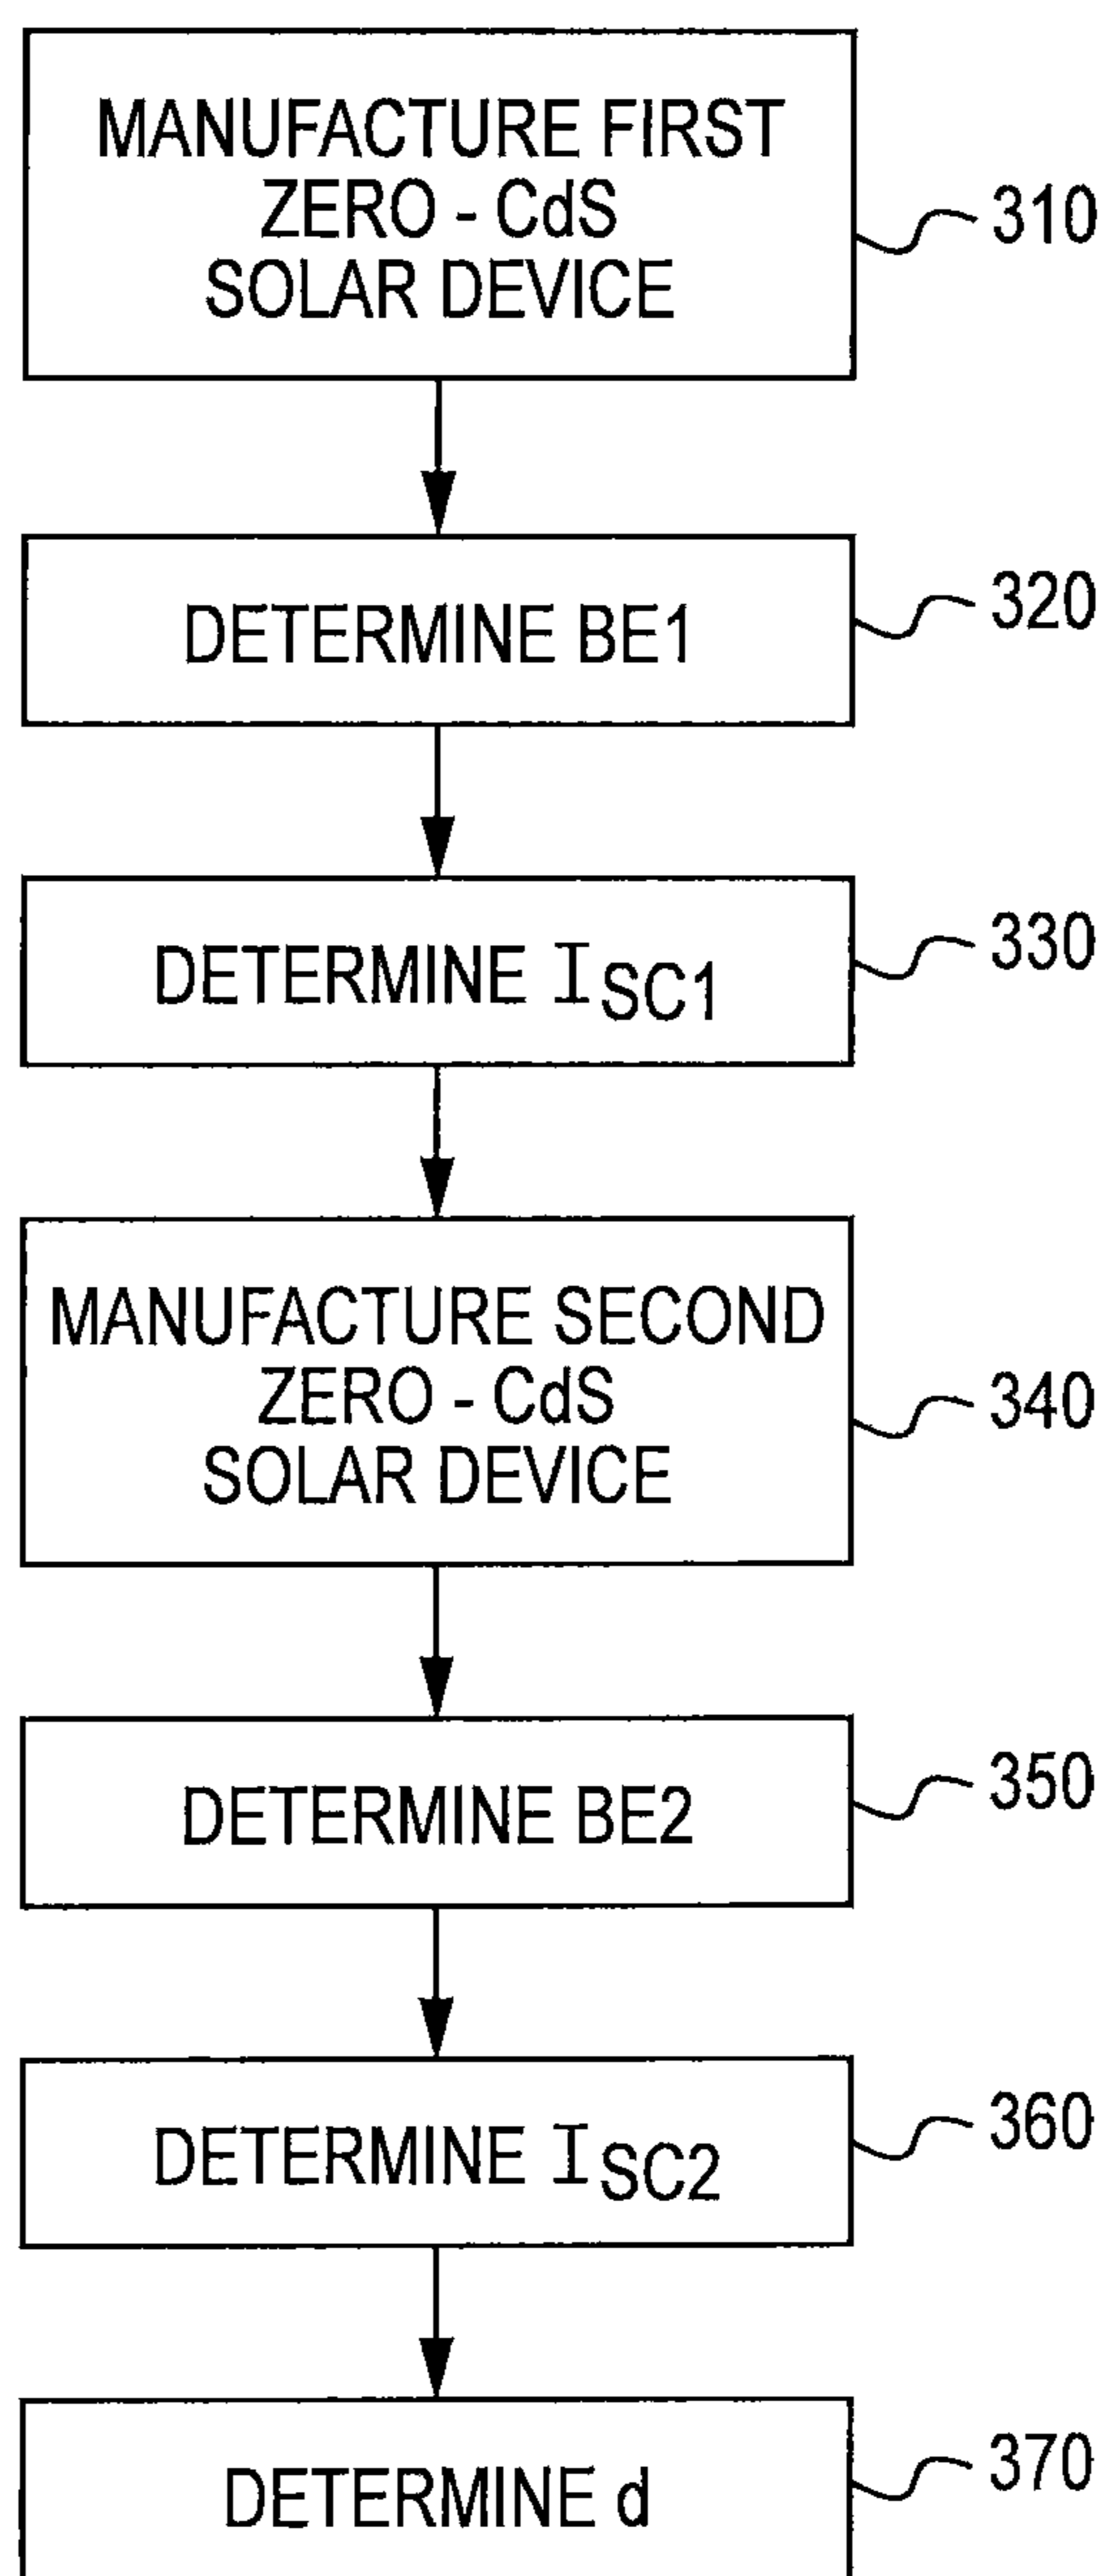 MANUFACTURE FIRST
ZERO - CdS
SOLAR DEVICE
310
DETERMINE BE1
320
DETERMINE ISC1
330
MANUFACTURE SECOND
ZERO - CdS
SOLAR DEVICE
340
DETERMINE BE2
350
DETERMINE ISC2
360
DETERMINE d
370